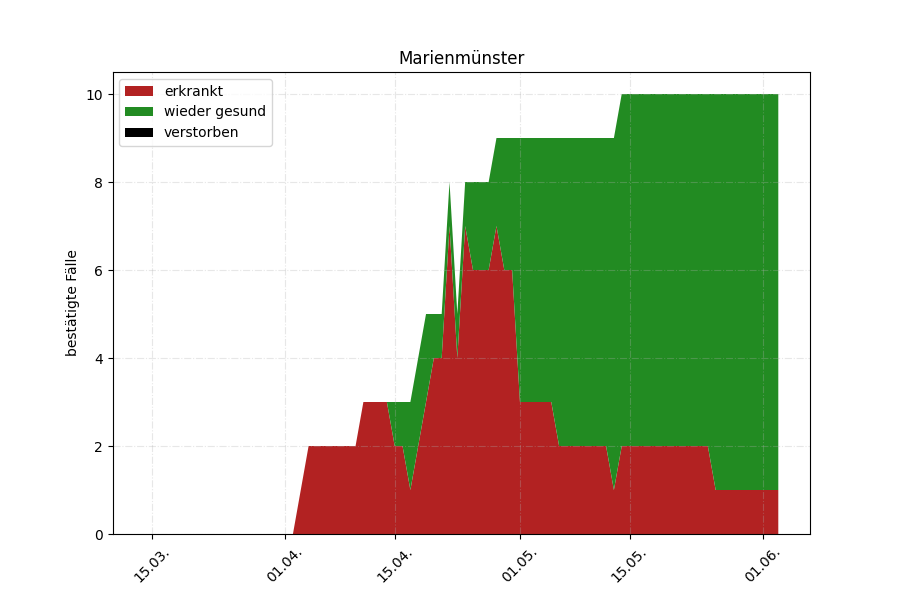 Marienmünster
erkrankt
wieder gesund
verstorben
bestätigte Fälle
10
8
6
4
2
0
15.03.
01.04.
15.04.
01.05.
15.05.
01.06.